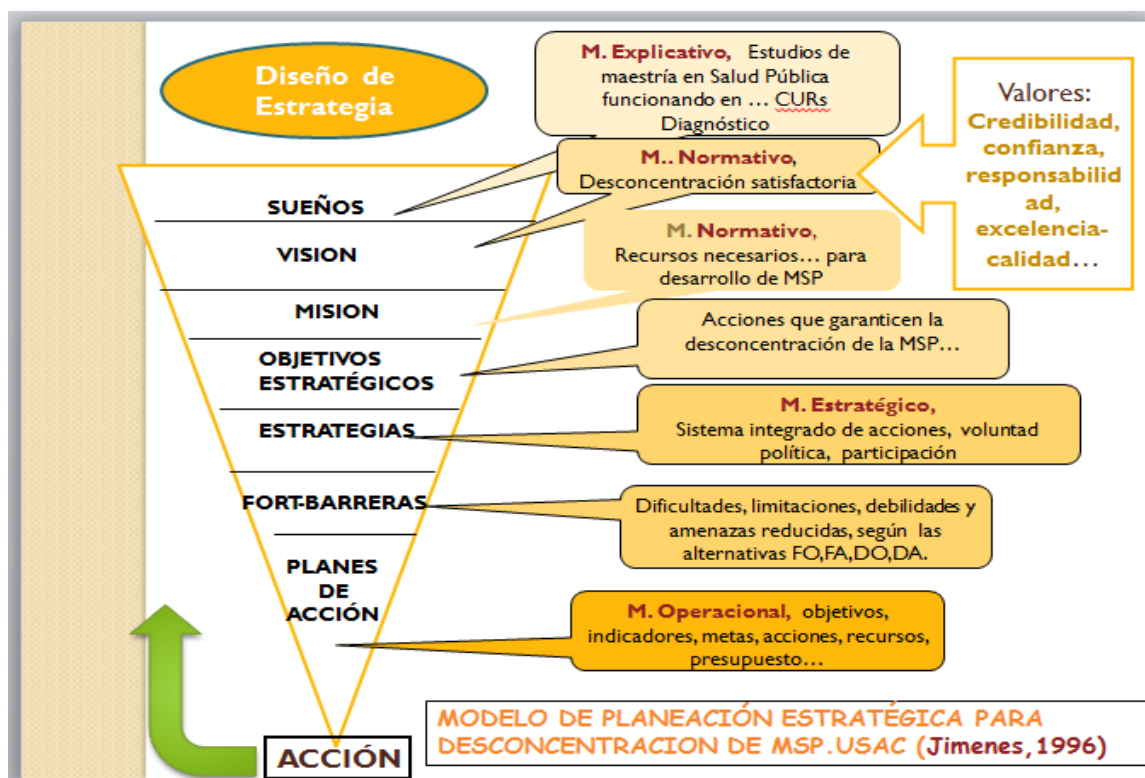 Diseño de
Estrategia
M. Explicativo, Estudios de
maestría en Salud Pública
funcionando en … CURs
Diagnóstico
Valores:
Credibilidad,
confianza,
responsabilid
ad,
excelencia-
calidad…
M.. Normativo,
Desconcentración satisfactoria
SUEÑOS
VISION
M. Normativo,
Recursos necesarios… para
desarrollo de MSP
MISION
Acciones que garanticen la
desconcentración de la MSP…
OBJETIVOS
ESTRATÉGICOS
M. Estratégico,
Sistema integrado de acciones, voluntad
política, participación
ESTRATEGIAS
FORT-BARRERAS
Dificultades, limitaciones, debilidades y
amenazas reducidas, según las
alternativas FO,FA,DO,DA.
PLANES
DE
ACCIÓN
M. Operacional, objetivos,
indicadores, metas, acciones, recursos,
presupuesto…
ACCIÓN
MODELO DE PLANEACIÓN ESTRATÉGICA PARA
DESCONCENTRACION DE MSP.USAC (Jimenes,1996)